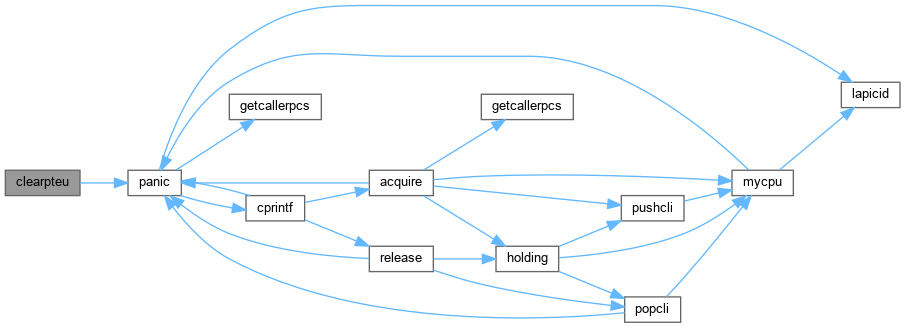 lapicid
getcallerpcs
getcallerpcs
clearpteu
panic
acquire
mycpu
cprintf
pushcli
release
holding
popcli